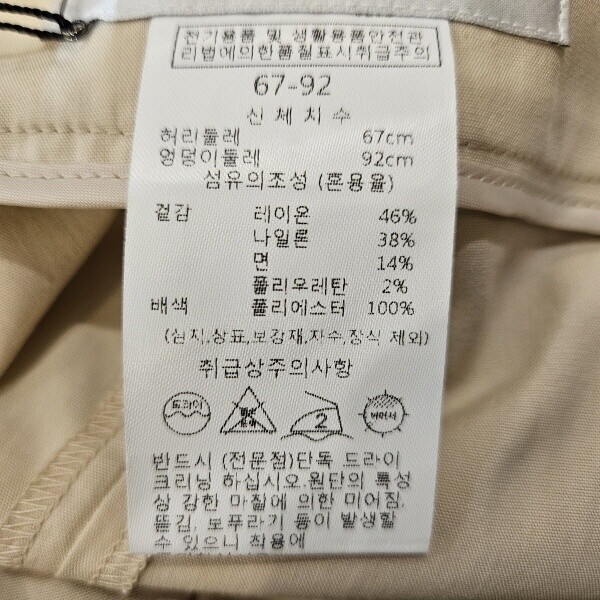 전기용품 및 생활용품안전관
리법에의한품질표시취급주의
67-92
신체치수
허리둘레 67cm
엉덩이둘레 92cm
섬유의조성 (혼용율)
겉감 레이온 46%
나일론 38%
면 14%
폴리우레탄 2%
배색 폴리에스터 100%
(심지,상표,보강재,자수,장식 제외)
취급상주의사항
드라이
2
반드시 (전문점)단독 드라이
크리닝 하십시오.원단의 특성
상 강한 마찰에 의한 미어짐,
뜯김, 보푸라기 등이 발생할
수 있으니 착용에